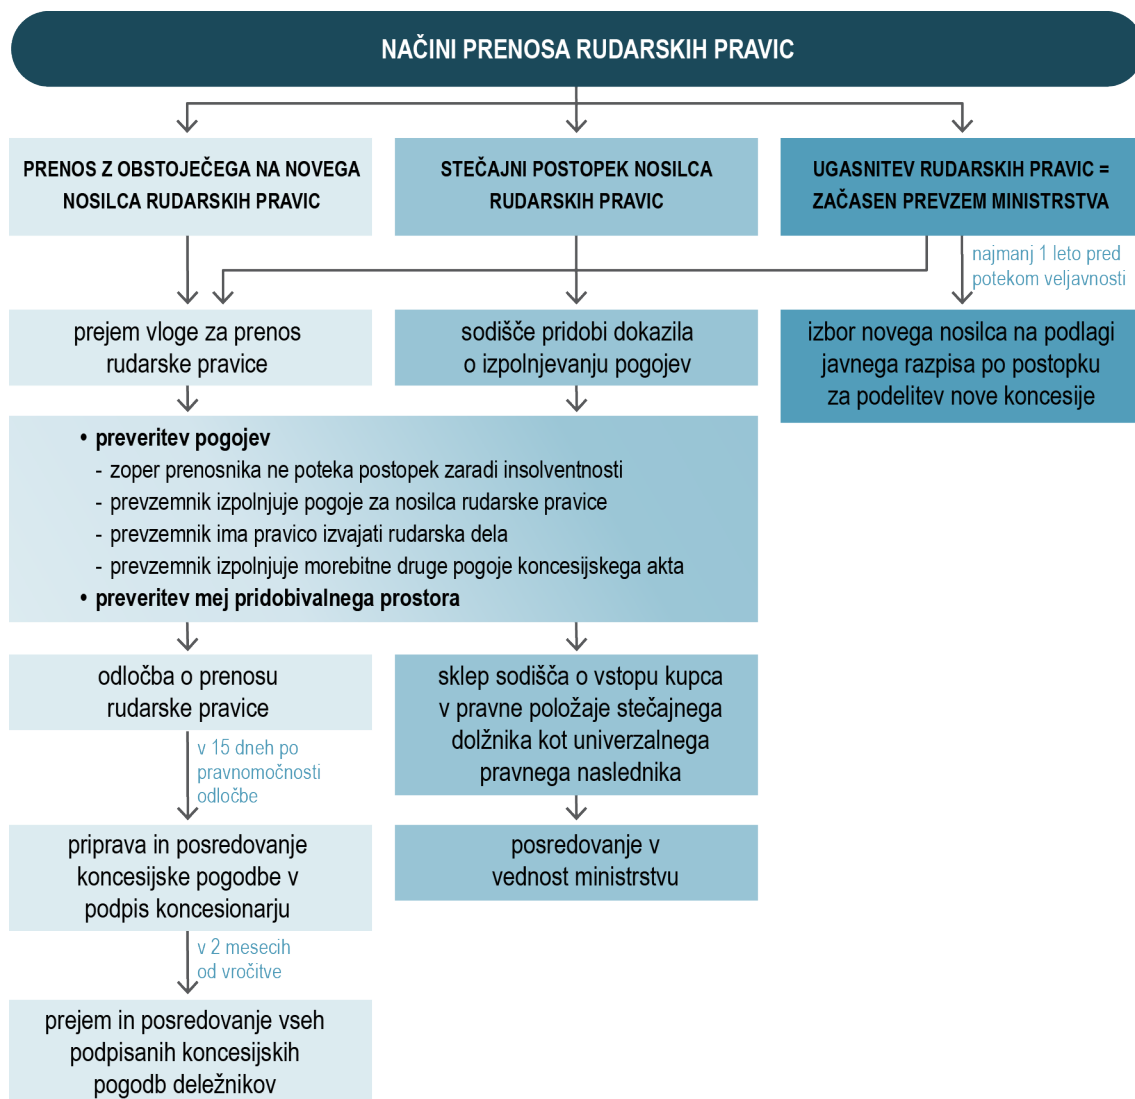 NAČINI PRENOSA RUDARSKIH PRAVIC
PRENOS Z OBSTOJEČEGA NA NOVEGA
NOSILCA RUDARSKIH PRAVIC
STEČAJNI POSTOPEK NOSILCA
RUDARSKIH PRAVIC
UGASNITEV RUDARSKIH PRAVIC =
ZAČASEN PREVZEM MINISTRSTVA
najmanj 1 leto pred
potekom veljavnosti
prejem vloge za prenos
rudarske pravice
sodišče pridobi dokazila
o izpolnjevanju pogojev
izbor novega nosilca na podlagi
javnega razpisa po postopku
za podelitev nove koncesije
• preveritev pogojev
- zoper prenosnika ne poteka postopek zaradi insolventnosti
- prevzemnik izpolnjuje pogoje za nosilca rudarske pravice
- prevzemnik ima pravico izvajati rudarska dela
- prevzemnik izpolnjuje morebitne druge pogoje koncesijskega akta
• preveritev mej pridobivalnega prostora
odločba o prenosu
rudarske pravice
v 15 dneh po
pravnomočnosti
odločbe
sklep sodišča o vstopu kupca
v pravne položaje stečajnega
dolžnika kot univerzalnega
pravnega naslednika
priprava in posredovanje
koncesijske pogodbe v
podpis koncesionarju
posredovanje v
vednost ministrstvu
v 2 mesecih
od vročitve
prejem in posredovanje vseh
podpisanih koncesijskih
pogodb deležnikov